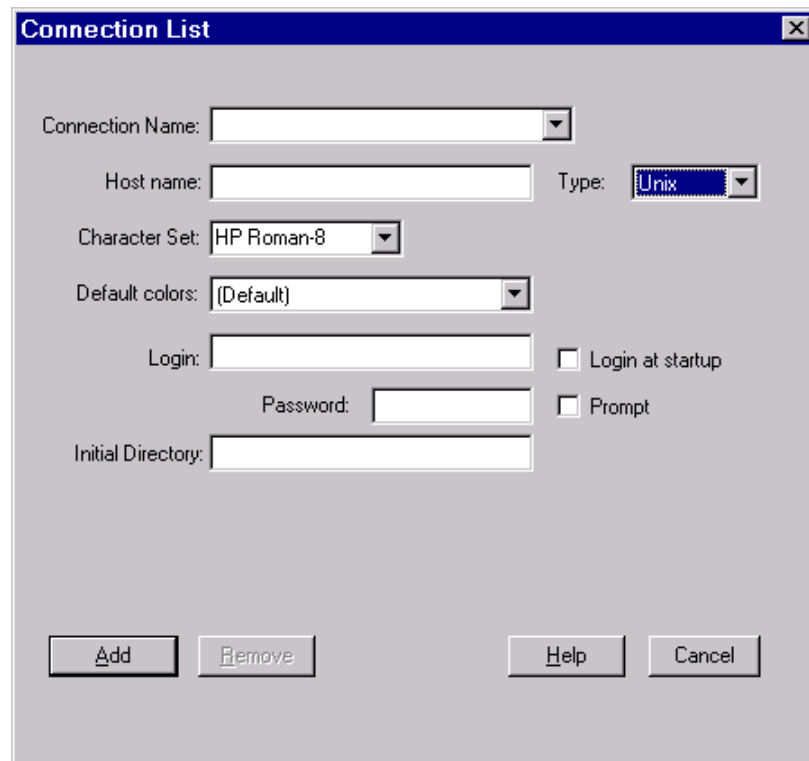 Connection List
Connection Name:
Host name: Type: Unix
Character Set: HP Roman-8
Default colors: (Default)
Login: Login at startup
Password: Prompt
Initial Directory:
Add Remove Help Cancel